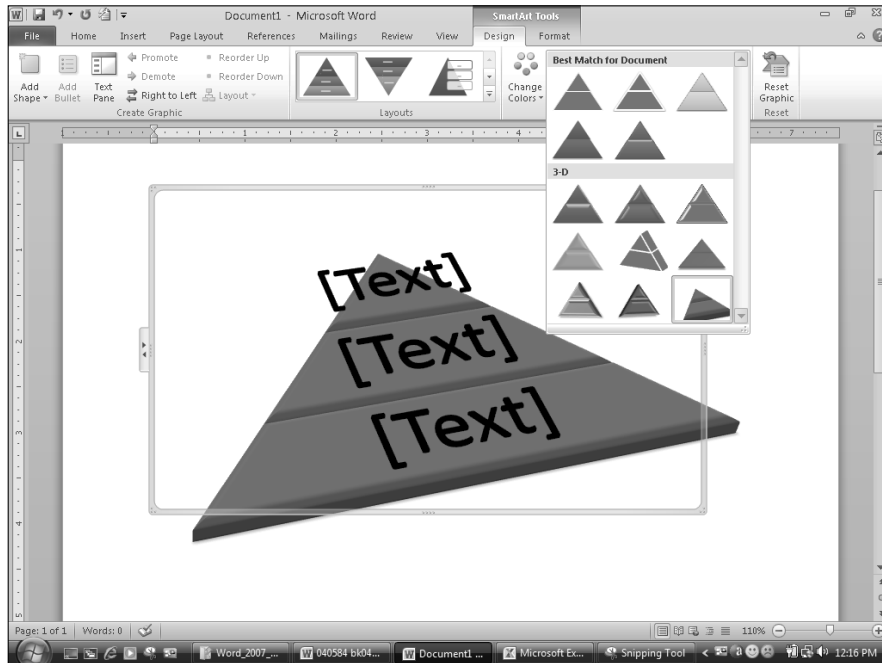 Document1 - Microsoft Word
SmartArt Tools
File Home Insert Page Layout References Mailings Review View Design Format
Best Match for Document
Promote
Reorder Up
Demote
Reorder Down
Add Shape
Add Bullet
Text Pane
Right to Left
Layout
Change Colors
Reset Graphic
Create Graphic
Layouts
Reset
3-D
[Text]
[Text]
[Text]
Page: 1 of 1 Words: 0 110%
Word_2007_... 040584 bk04... Document1 ... Microsoft Ex... Snipping Tool 12:16 PM